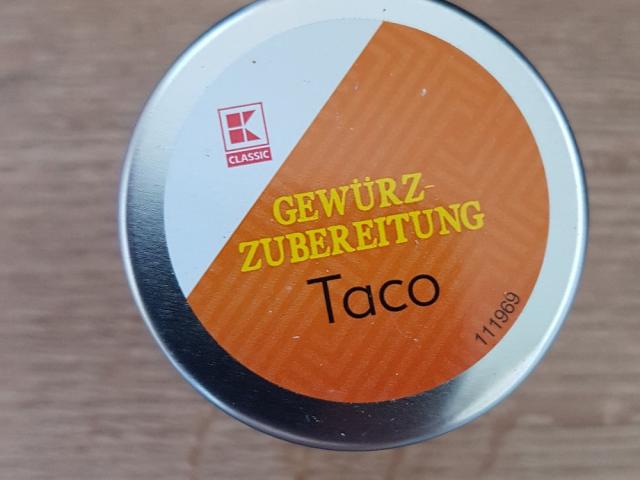 K
CLASSIC
GEWÜRZ-
ZUBEREITUNG
Taco
111969